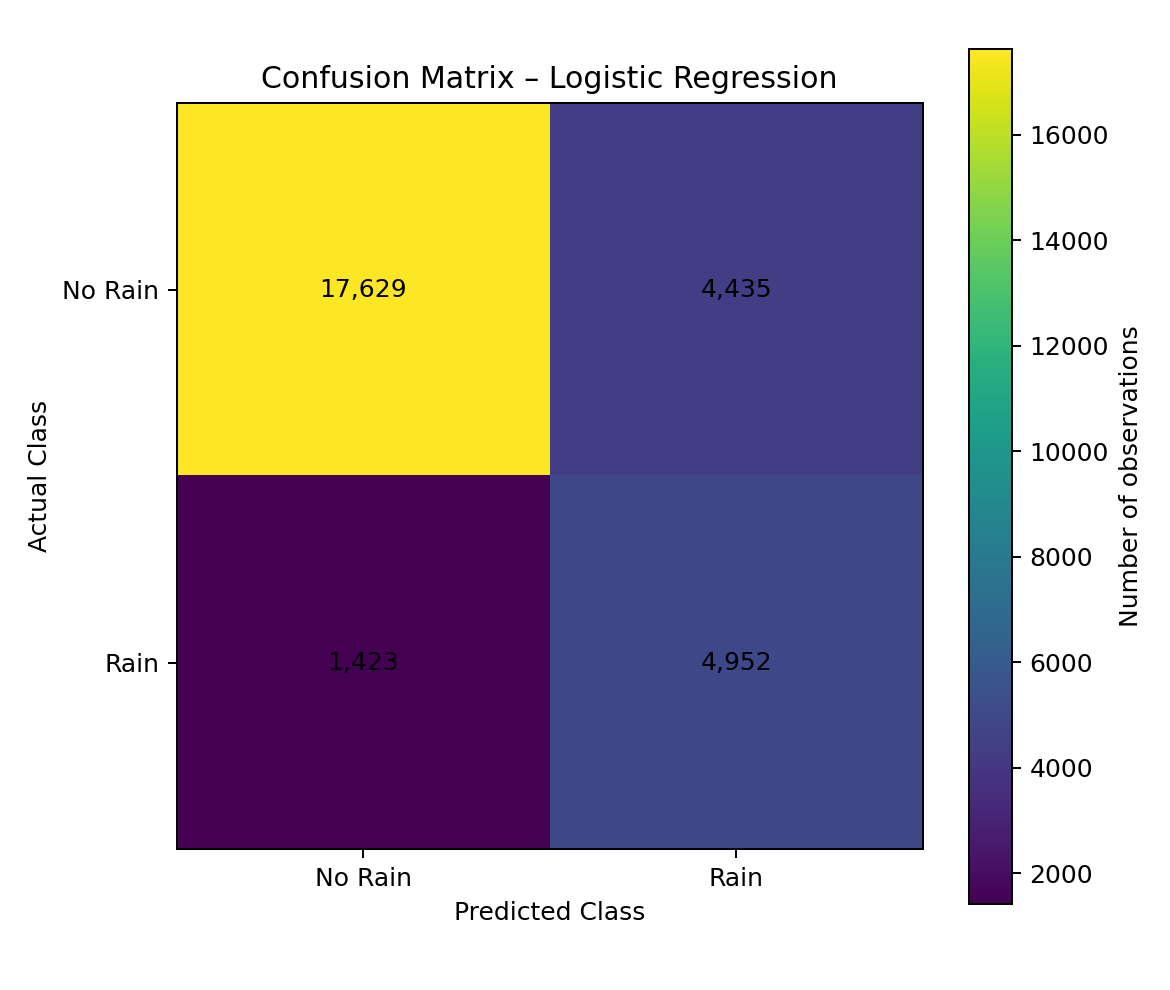 Confusion Matrix – Logistic Regression
No Rain
Rain
Actual Class
17,629
4,435
1,423
4,952
No Rain
Rain
Predicted Class
16000
14000
12000
10000
8000
6000
4000
2000
Number of observations